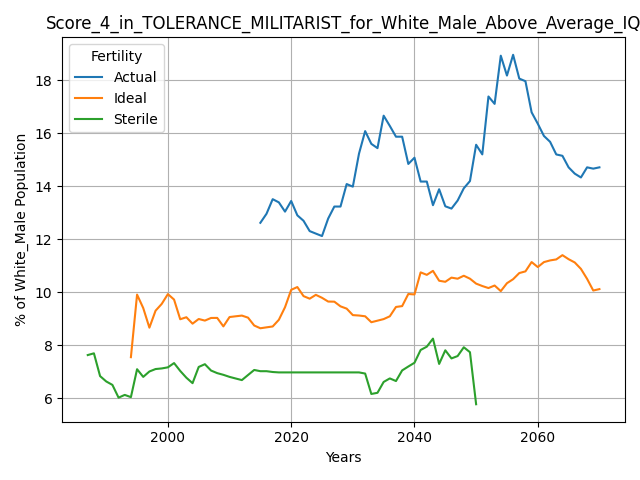 Score_4_in_TOLERANCE_MILITARIST_for_White_Male_Above_Average_IQ
Fertility
Actual
Ideal
Sterile
% of White_Male Population
18
16
14
12
10
8
6
2000 2020 2040 2060
Years